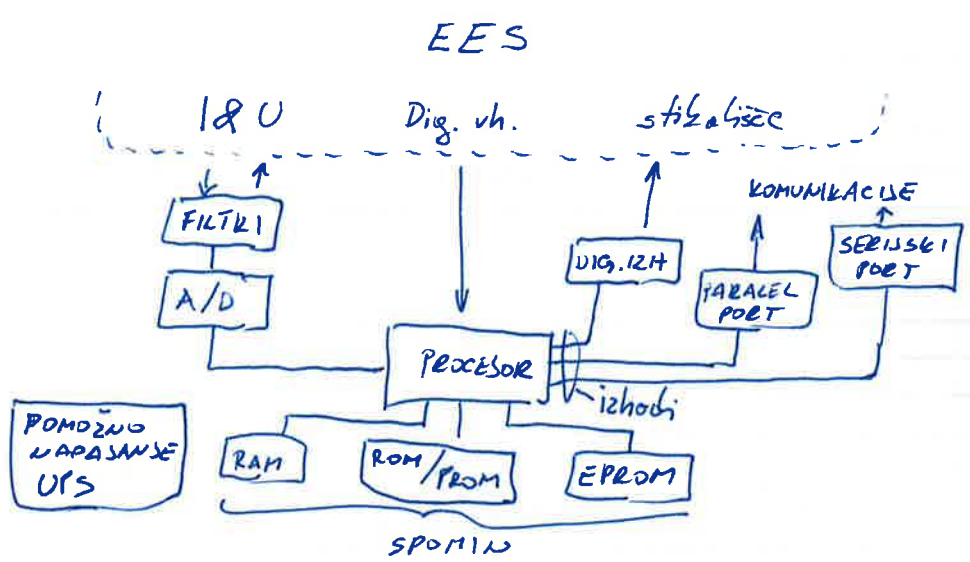 EES
I & U
Dig. vh.
stikališče
KOMUNIKACIJE
FILTRI
DIG. IZH
SERIJSKI
PORT
A/D
PARALEL
PORT
PROCESOR
izhodi
POMOŽNO
NAPAJANJE
UPS
RAM
ROM/PROM
EPROM
SPOMIN